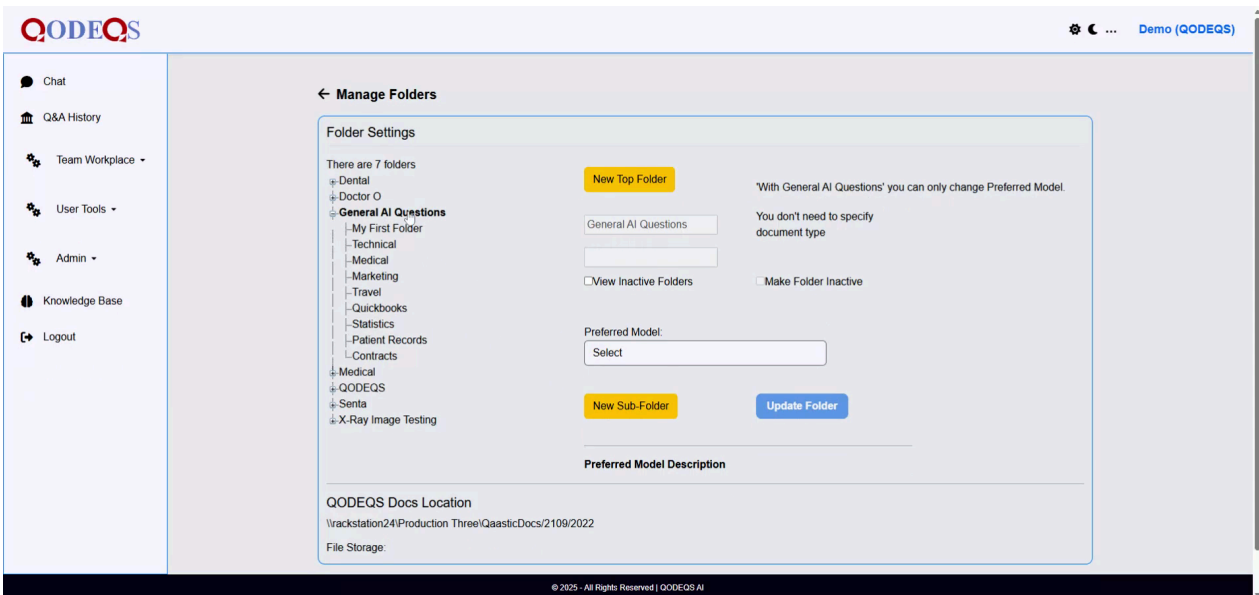 QODEQS
... Demo (QODEQS)
Chat
Q&A History
Team Workplace
User Tools
Admin
Knowledge Base
Logout
Manage Folders
Folder Settings
There are 7 folders
Dental
Doctor O
General AI Questions
My First Folder
Technical
Medical
Marketing
Travel
Quickbooks
Statistics
Patient Records
Contracts
Medical
QODEQS
Senta
X-Ray Image Testing
New Top Folder
'With General AI Questions' you can only change Preferred Model.
General AI Questions
You don't need to specify
document type
View Inactive Folders
Make Folder Inactive
Preferred Model:
Select
New Sub-Folder
Update Folder
Preferred Model Description
QODEQS Docs Location
\\rackstation24\Production Three\QaasticDocs/2109/2022
File Storage:
© 2025 - All Rights Reserved | QODEQS AI